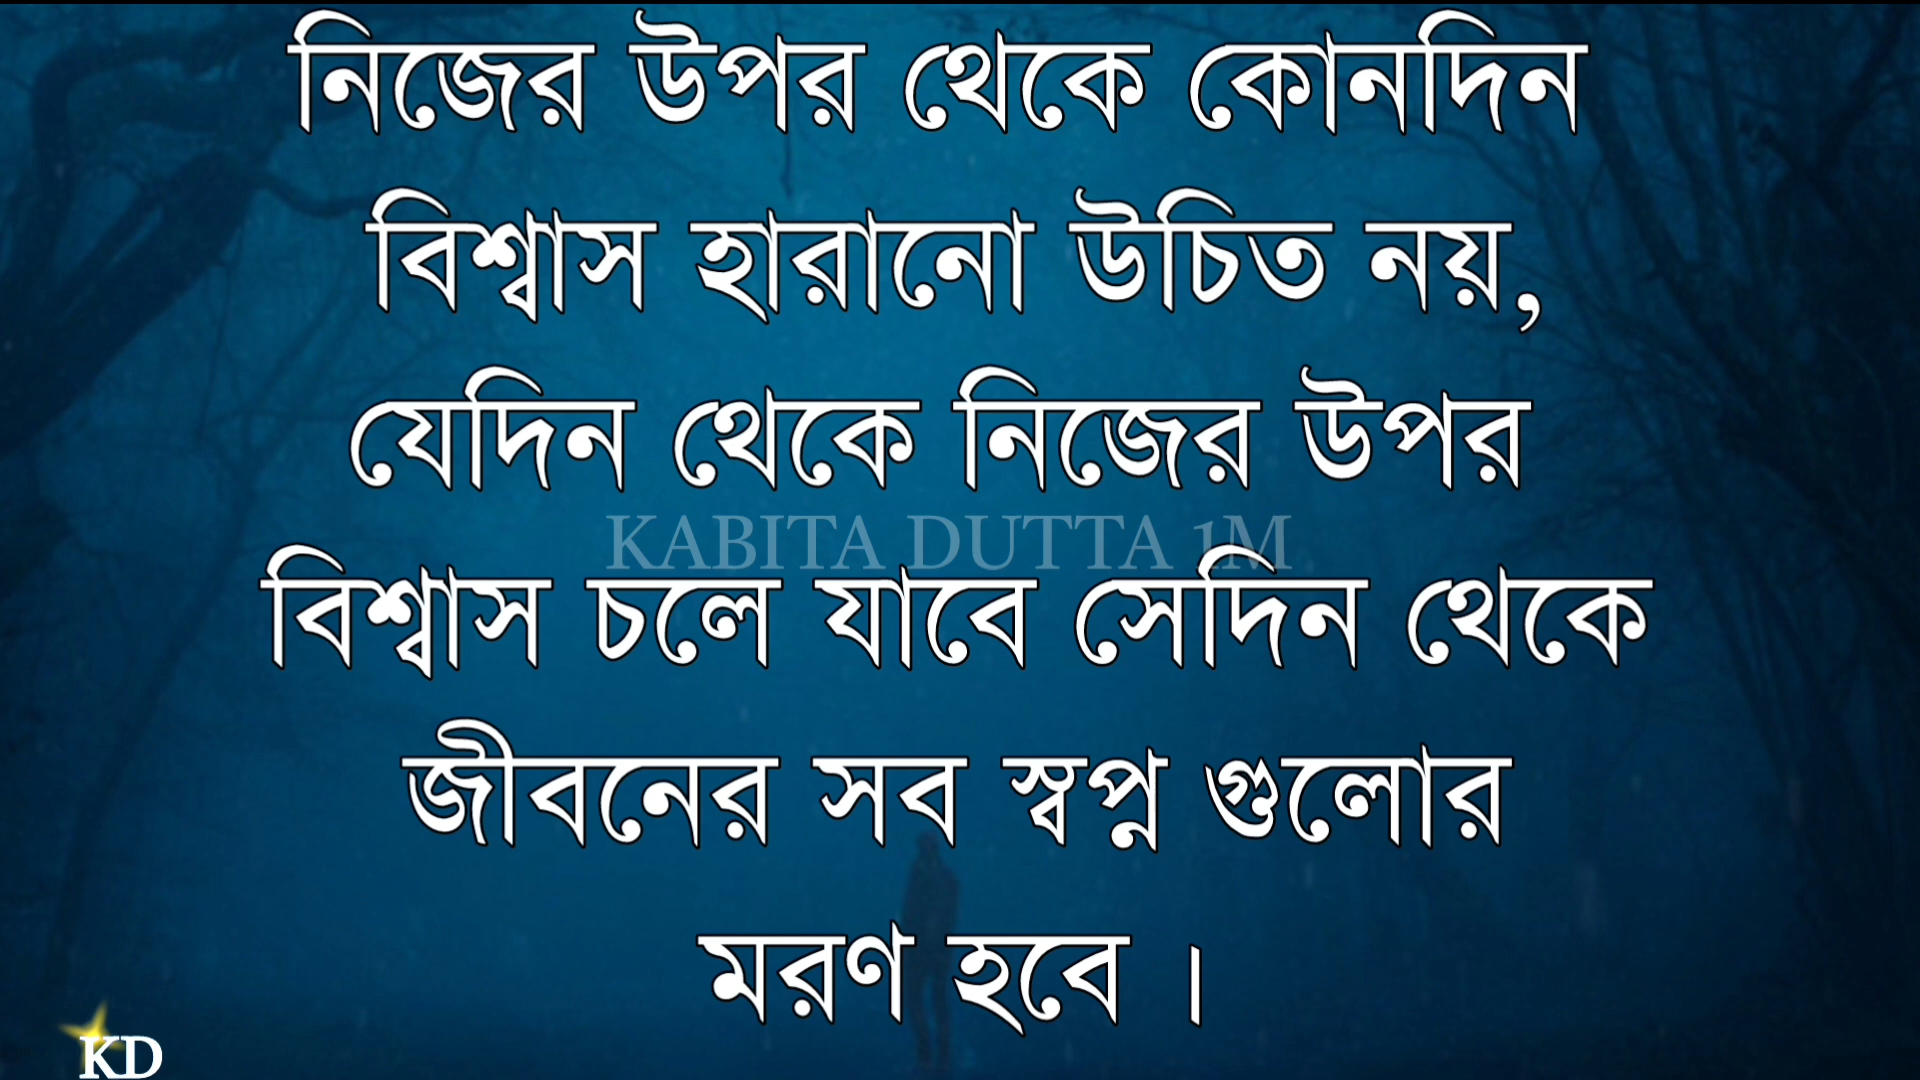 নিজের উপর থেকে কোনদিন
বিশ্বাস হারানো উচিত নয়,
যেদিন থেকে নিজের উপর
KABITA DUTTA 1M
বিশ্বাস চলে যাবে সেদিন থেকে
জীবনের সব স্বপ্ন গুলোর
মরণ হবে ।
KD